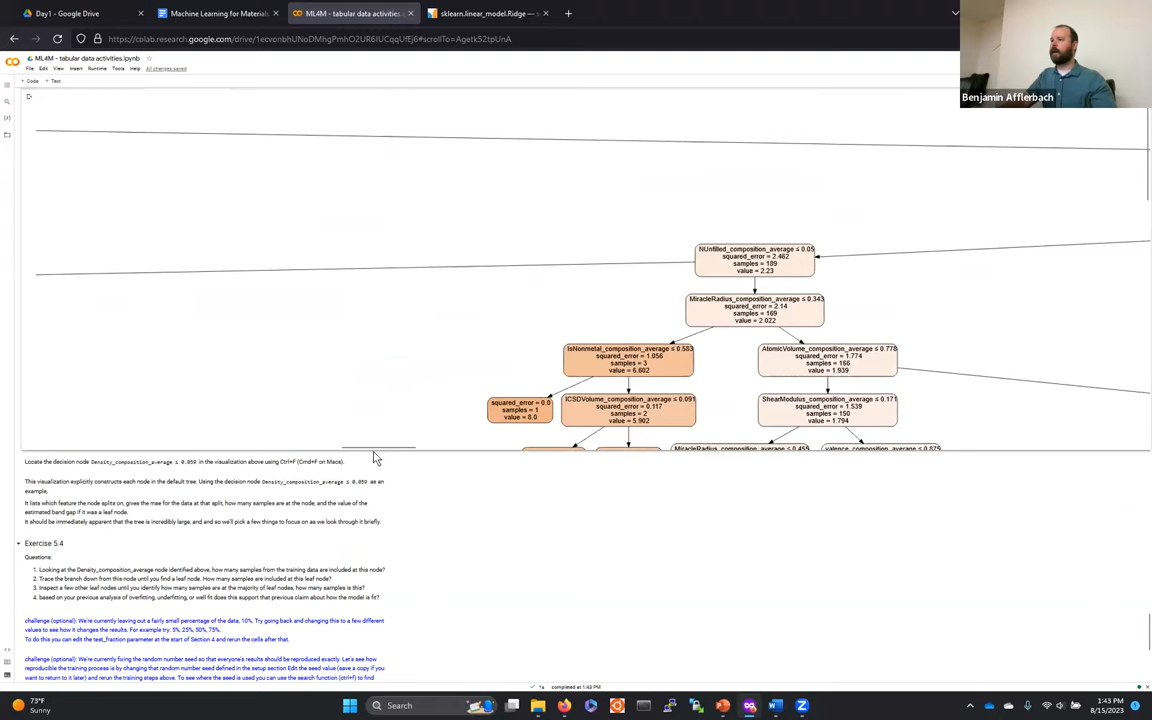 Day1 - Google Drive
Machine Learning for Materials
ML4M - tabular data activities.
sklearn.linear_model.Ridge — s
https://colab.research.google.com/drive/1ecvonbhUNoDMhgPmhO2UR6IUCqqUfEj6#scrollTo=Agetk52tpUnA
ML4M - tabular data activities.ipynb
File Edit View Insert Runtime Tools Help All changes saved
+ Code + Text
Benjamin Afflerbach
NUnfilled_composition_average ≤ 0.05
squared_error = 2.462
samples = 189
value = 2.23
MiracleRadius_composition_average ≤ 0.343
squared_error = 2.14
samples = 169
value = 2.022
IsNonmetal_composition_average ≤ 0.583
squared_error = 1.056
samples = 3
value = 6.602
AtomicVolume_composition_average ≤ 0.778
squared_error = 1.774
samples = 166
value = 1.939
squared_error = 0.0
samples = 1
value = 8.0
ICSDVolume_composition_average ≤ 0.091
squared_error = 0.117
samples = 2
value = 5.902
ShearModulus_composition_average ≤ 0.171
squared_error = 1.539
samples = 150
value = 1.794
MiracleRadius_composition_average ≤ 0.459
valence_composition_average ≤ 0.875
Locate the decision node Density_composition_average ≤ 0.059 in the visualization above using Ctrl+F (Cmd+F on Macs).
This visualization explicitly constructs each node in the default tree. Using the decision node Density_composition_average ≤ 0.059 as an
example,
It lists which feature the node splits on, gives the mse for the data at that split, how many samples are at the node, and the value of the
estimated band gap if it was a leaf node.
It should be immediately apparent that the tree is incredibly large, and and so we'll pick a few things to focus on as we look through it briefly.
Exercise 5.4
Questions:
1. Looking at the Density_composition_average node identified above, how many samples from the training data are included at this node?
2. Trace the branch down from this node until you find a leaf node. How many samples are included at this leaf node?
3. Inspect a few other leaf nodes until you identify how many samples are at the majority of leaf nodes, how many samples is this?
4. based on your previous analysis of overfitting, underfitting, or well fit does this support that previous claim about how the model is fit?
challenge (optional): We're currently leaving out a fairly small percentage of the data, 10%. Try going back and changing this to a few different
values to see how it changes the results. For example try: 5%, 25%, 50%, 75%.
To do this you can edit the test_fraction parameter at the start of Section 4 and rerun the cells after that.
challenge (optional): We're currently fixing the random number seed so that everyone's results should be reproduced exactly. Let's see how
reproducible the training process is by changing that random number seed defined in the setup section Edit the seed value (save a copy if you
want to return to it later) and rerun the training steps above. To see where the seed is used you can use the search function (ctrl+f) to find
1s completed at 1:43 PM
73°F
Sunny
Search
1:43 PM
8/15/2023